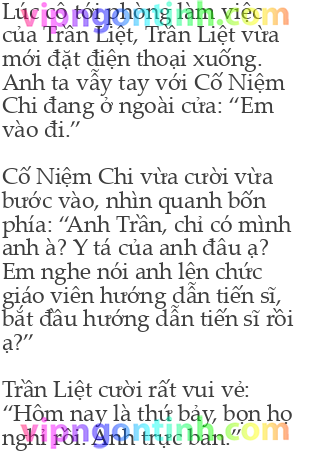 Lúc cô tới phòng làm việc
của Trần Liệt, Trần Liệt vừa
mới đặt điện thoại xuống.
Anh ta vẫy tay với Cố Niệm
Chi đang ở ngoài cửa: “Em
vào đi.”
Cố Niệm Chi vừa cười vừa
bước vào, nhìn quanh bốn
phía: “Anh Trần, chỉ có mình
anh à? Y tá của anh đâu ạ?
Em nghe nói anh lên chức
giáo viên hướng dẫn tiến sĩ,
bắt đầu hướng dẫn tiến sĩ rồi
ạ?”
Trần Liệt cười rất vui vẻ:
“Hôm nay là thứ bảy, bọn họ
nghỉ rồi. Anh trực ban.”
vipngontinh.com
vipngontinh.com